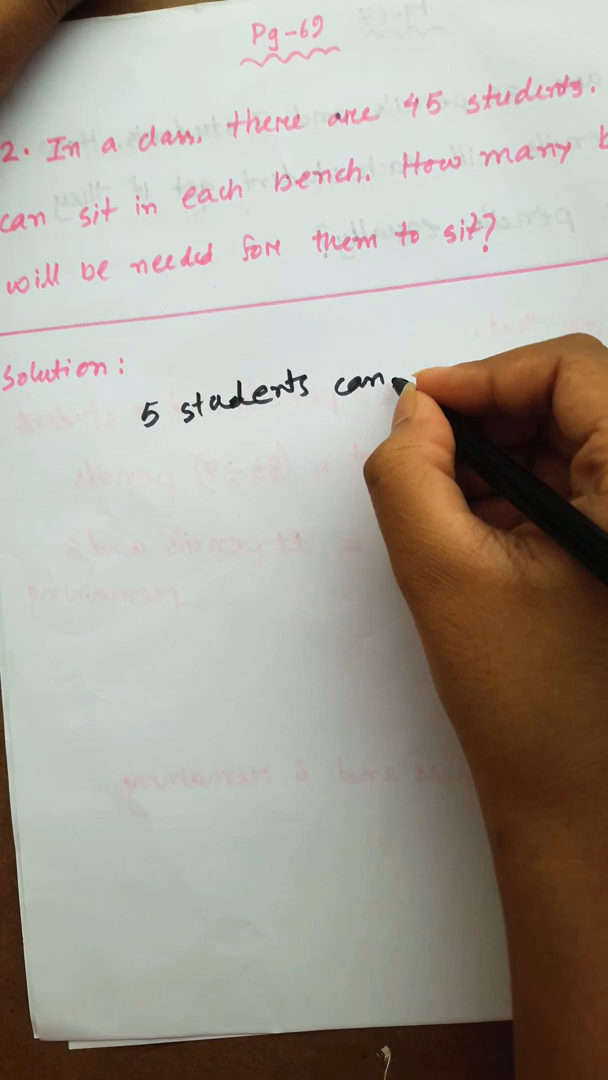 Pg-69
2. In a class, there are 45 students.
can sit in each bench. How many b
will be needed for them to sit?
Solution:
5 students can